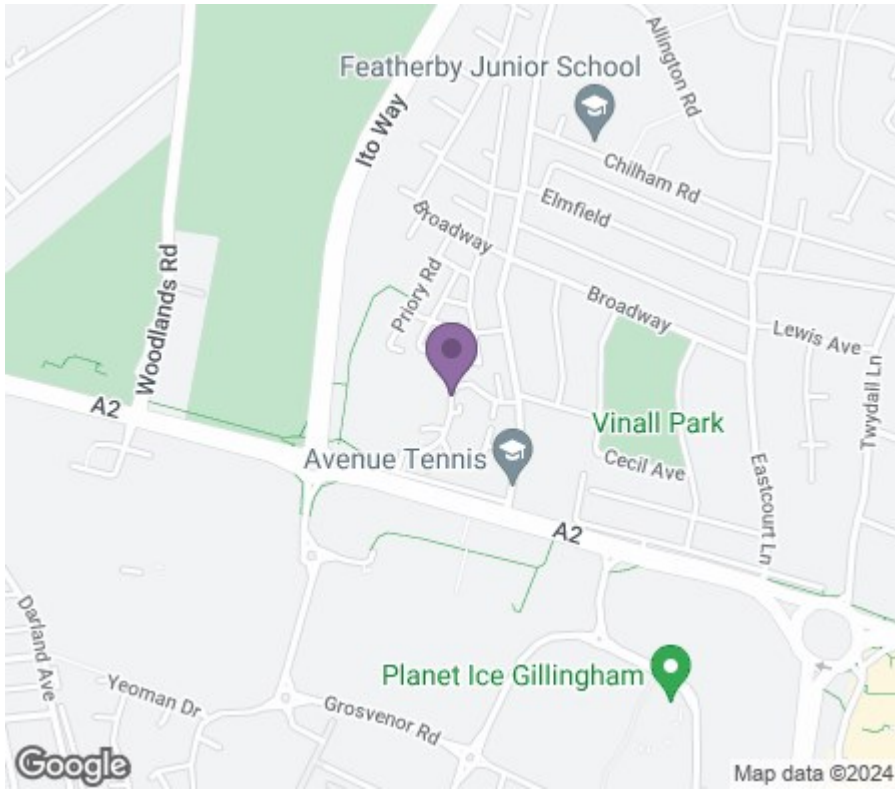 Featherby Junior School
Allington Rd
Ito Way
Chilham Rd
Elmfield
Broadway
Woodlands Rd
Priory Rd
Broadway
Lewis Ave
Twydall Ln
A2
Vinall Park
Avenue Tennis
Cecil Ave
Eastcourt Ln
A2
Darland Ave
Planet Ice Gillingham
Yeoman Dr
Grosvenor Rd
Google
Map data ©2024